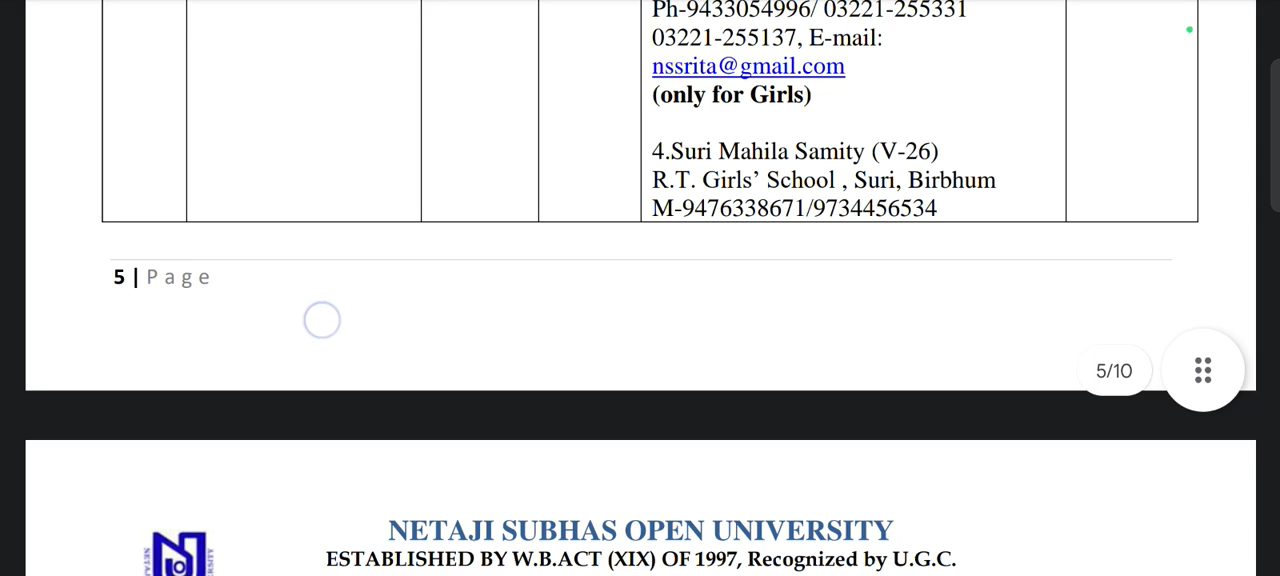 Ph-9433054996/ 03221-255331
03221-255137, E-mail:
nssrita@gmail.com
(only for Girls)
4.Suri Mahila Samity (V-26)
R.T. Girls’ School , Suri, Birbhum
M-9476338671/9734456534
5 | Page
5/10
NETAJI SUBHAS OPEN UNIVERSITY
ESTABLISHED BY W.B.ACT (XIX) OF 1997, Recognized by U.G.C.